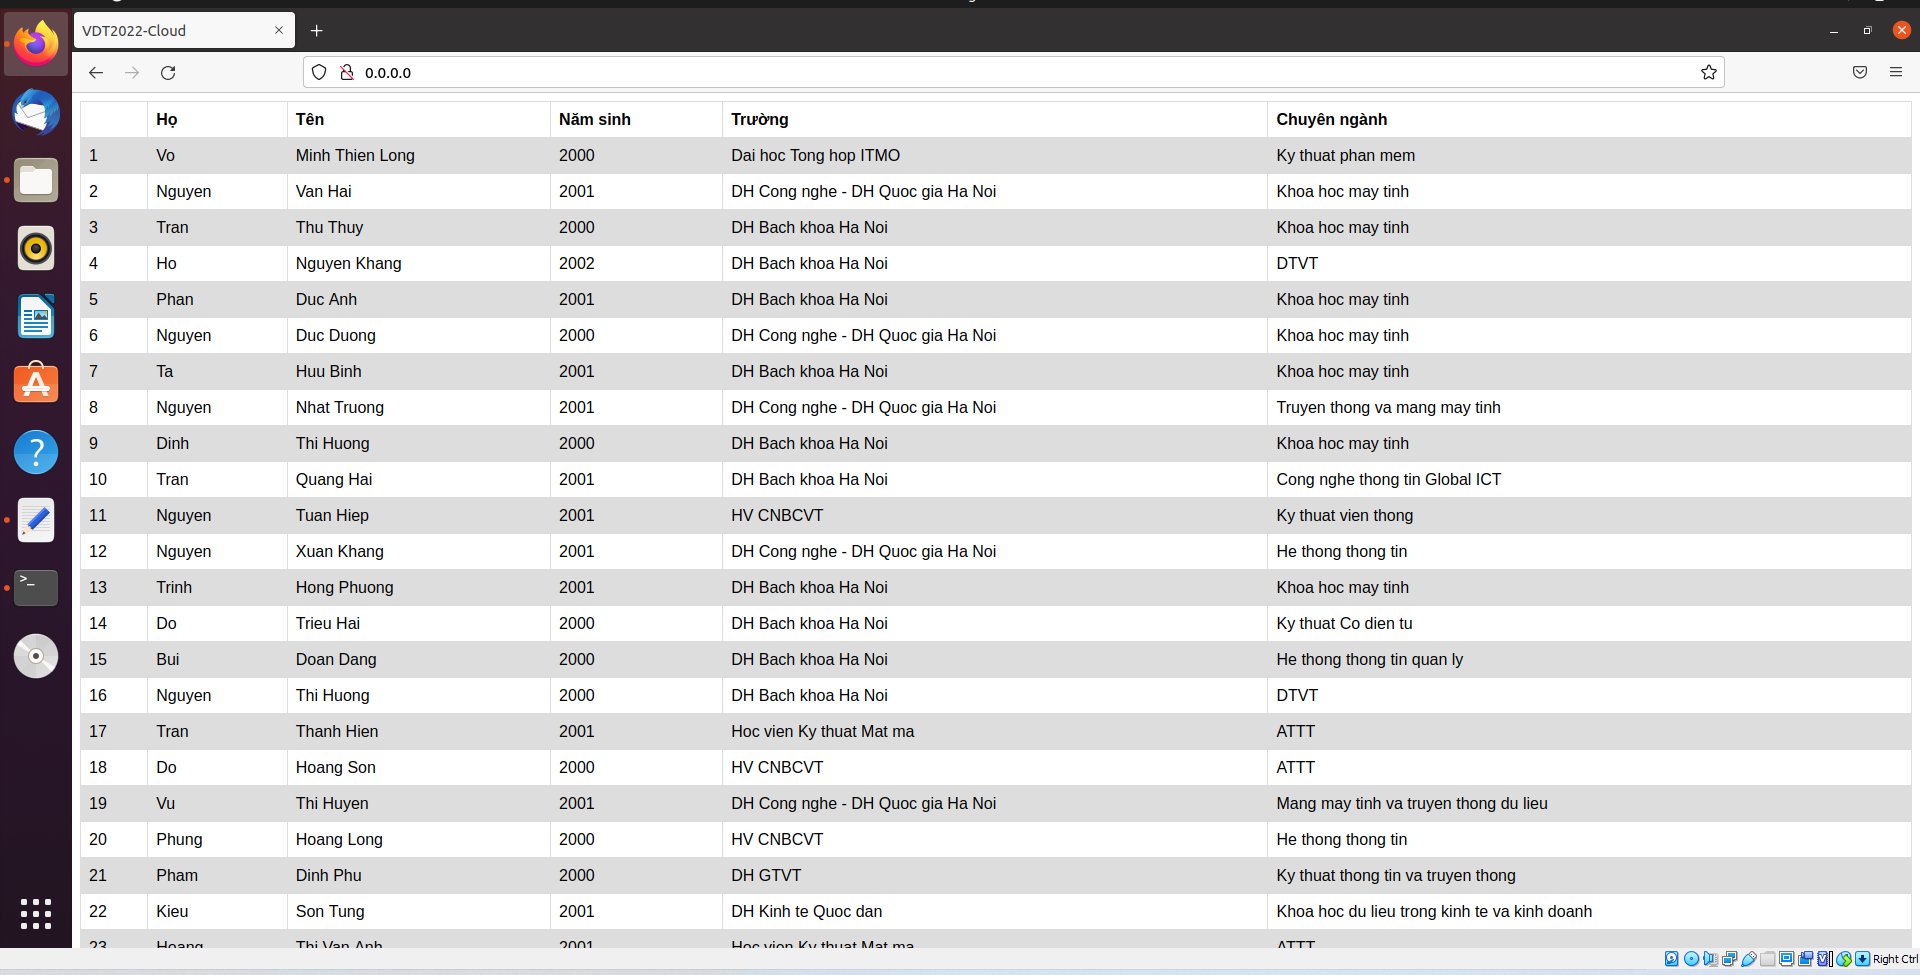 VDT2022-Cloud
0.0.0.0
Họ Tên Năm sinh Trường Chuyên ngành
1 Vo Minh Thien Long 2000 Dai hoc Tong hop ITMO Ky thuat phan mem
2 Nguyen Van Hai 2001 DH Cong nghe - DH Quoc gia Ha Noi Khoa hoc may tinh
3 Tran Thu Thuy 2000 DH Bach khoa Ha Noi Khoa hoc may tinh
4 Ho Nguyen Khang 2002 DH Bach khoa Ha Noi DTVT
5 Phan Duc Anh 2001 DH Bach khoa Ha Noi Khoa hoc may tinh
6 Nguyen Duc Duong 2000 DH Cong nghe - DH Quoc gia Ha Noi Khoa hoc may tinh
7 Ta Huu Binh 2001 DH Bach khoa Ha Noi Khoa hoc may tinh
8 Nguyen Nhat Truong 2001 DH Cong nghe - DH Quoc gia Ha Noi Truyen thong va mang may tinh
9 Dinh Thi Huong 2000 DH Bach khoa Ha Noi Khoa hoc may tinh
10 Tran Quang Hai 2001 DH Bach khoa Ha Noi Cong nghe thong tin Global ICT
11 Nguyen Tuan Hiep 2001 HV CNBCVT Ky thuat vien thong
12 Nguyen Xuan Khang 2001 DH Cong nghe - DH Quoc gia Ha Noi He thong thong tin
13 Trinh Hong Phuong 2001 DH Bach khoa Ha Noi Khoa hoc may tinh
14 Do Trieu Hai 2000 DH Bach khoa Ha Noi Ky thuat Co dien tu
15 Bui Doan Dang 2000 DH Bach khoa Ha Noi He thong thong tin quan ly
16 Nguyen Thi Huong 2000 DH Bach khoa Ha Noi DTVT
17 Tran Thanh Hien 2001 Hoc vien Ky thuat Mat ma ATTT
18 Do Hoang Son 2000 HV CNBCVT ATTT
19 Vu Thi Huyen 2001 DH Cong nghe - DH Quoc gia Ha Noi Mang may tinh va truyen thong du lieu
20 Phung Hoang Long 2000 HV CNBCVT He thong thong tin
21 Pham Dinh Phu 2000 DH GTVT Ky thuat thong tin va truyen thong
22 Kieu Son Tung 2001 DH Kinh te Quoc dan Khoa hoc du lieu trong kinh te va kinh doanh
23 Hoang Thi Van Anh 2001 Hoc vien Ky thuat Mat ma ATTT
Right Ctrl